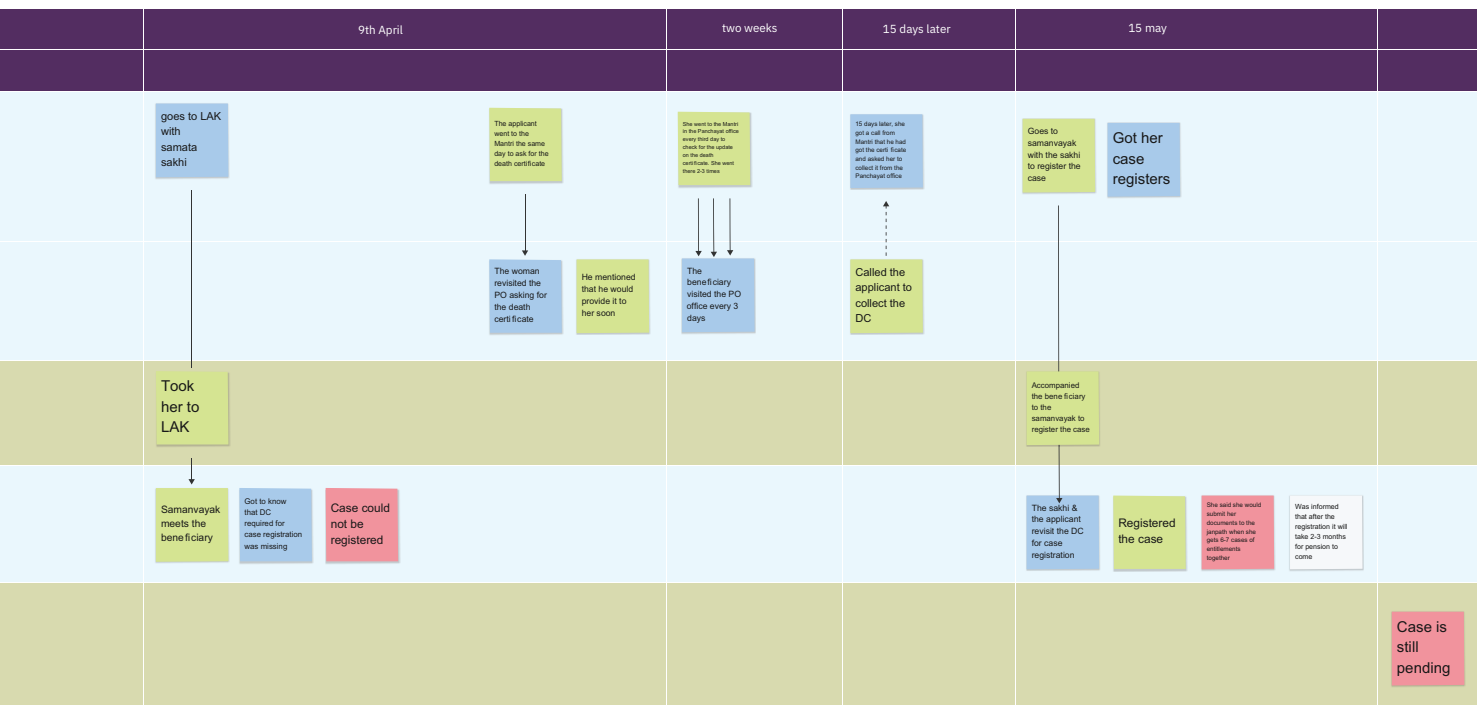 9th April
two weeks
15 days later
15 may
goes to LAK
with
samata
sakhi
The applicant
went to the
Mantri the same
day to ask for the
death certificate
She went to the Mantri
in the Panchayat office
every third day to
check for the update
on the death
certificate. She went
there 2-3 times
15 days later, she
got a call from
Mantri that he had
got the certificate
and asked her to
collect it from the
Panchayat office
Goes to
samanvayak
with the sakhi
to register the
case
Got her
case
registers
The woman
revisited the
PO asking for
the death
certificate
He mentioned
that he would
provide it to
her soon
The
beneficiary
visited the PO
office every 3
days
Called the
applicant to
collect the
DC
Took
her to
LAK
Accompanied
the beneficiary
to the
samanvayak to
register the case
Samanvayak
meets the
beneficiary
Got to know
that DC
required for
case registration
was missing
Case could
not be
registered
The sakhi &
the applicant
revisit the DC
for case
registration
Registered
the case
She said she would
submit her
documents to the
janpath when she
gets 6-7 cases of
entitlements
together
Was informed
that after the
registration it will
take 2-3 months
for pension to
come
Case is
still
pending